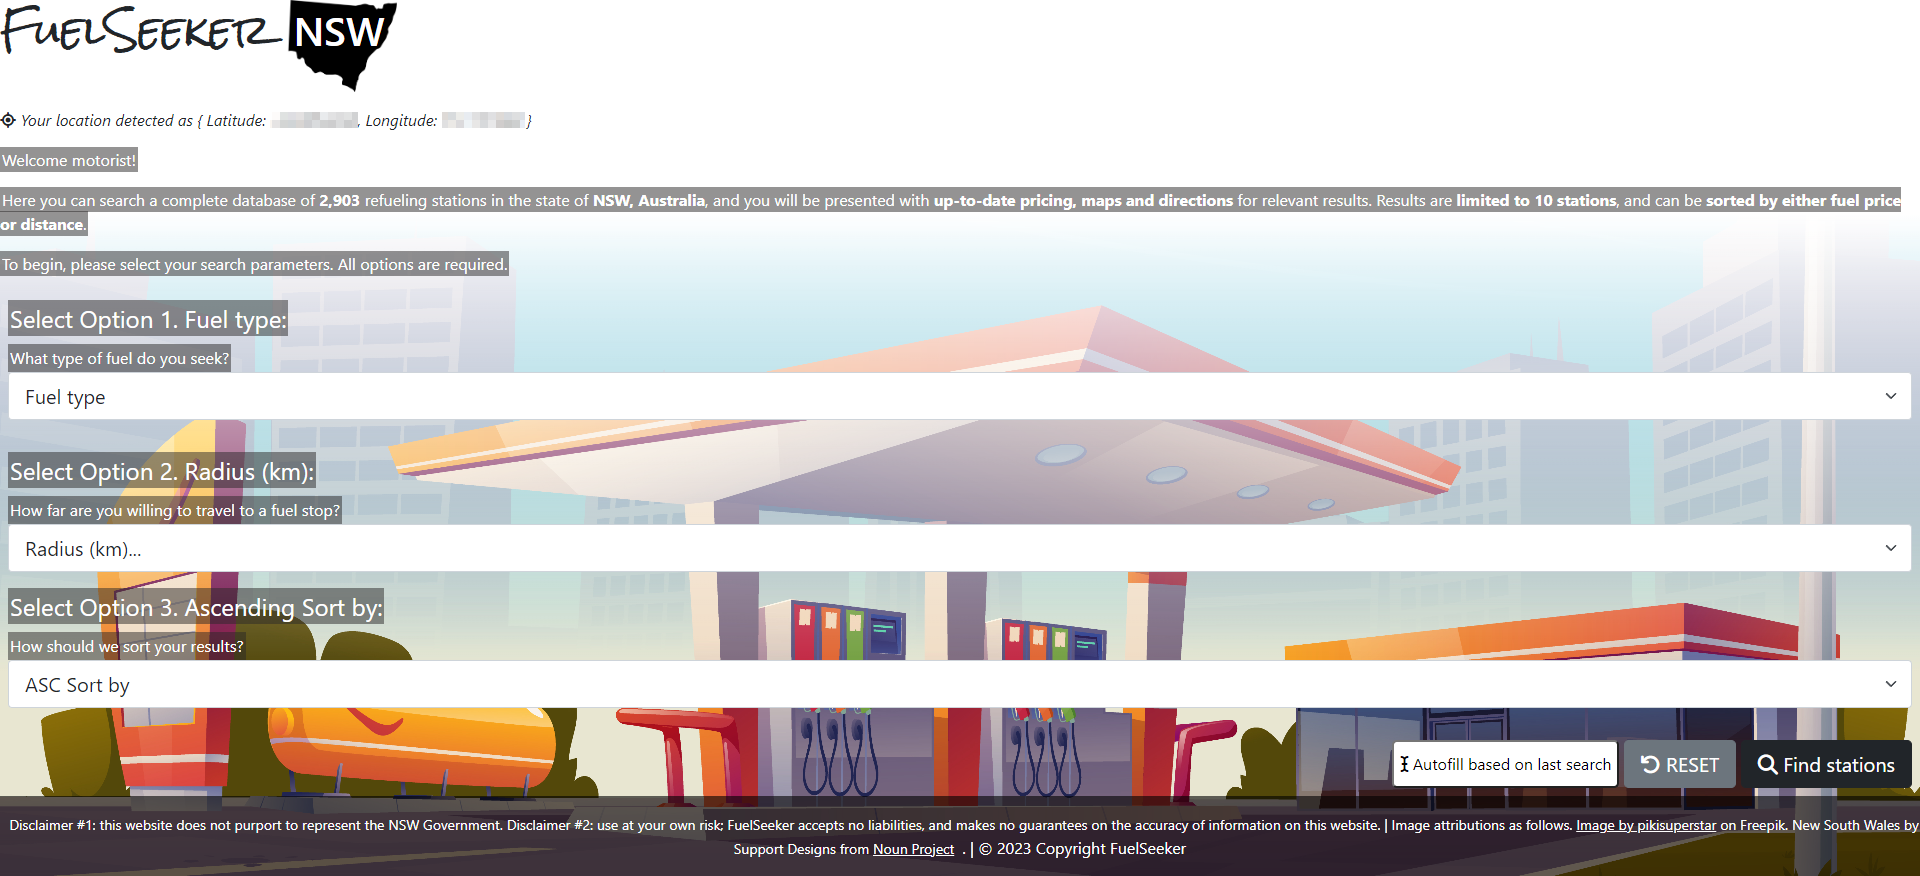 FuelSeeker NSW
Your location detected as { Latitude: , Longitude: }
Welcome motorist!
Here you can search a complete database of 2,903 refueling stations in the state of NSW, Australia, and you will be presented with up-to-date pricing, maps and directions for relevant results. Results are limited to 10 stations, and can be sorted by either fuel price
or distance.
To begin, please select your search parameters. All options are required.
Select Option 1. Fuel type:
What type of fuel do you seek?
Fuel type
Select Option 2. Radius (km):
How far are you willing to travel to a fuel stop?
Radius (km)...
Select Option 3. Ascending Sort by:
How should we sort your results?
ASC Sort by
Autofill based on last search RESET Find stations
Disclaimer #1: this website does not purport to represent the NSW Government. Disclaimer #2: use at your own risk; FuelSeeker accepts no liabilities, and makes no guarantees on the accuracy of information on this website. | Image attributions as follows. Image by pikisuperstar on Freepik. New South Wales by
Support Designs from Noun Project . | © 2023 Copyright FuelSeeker